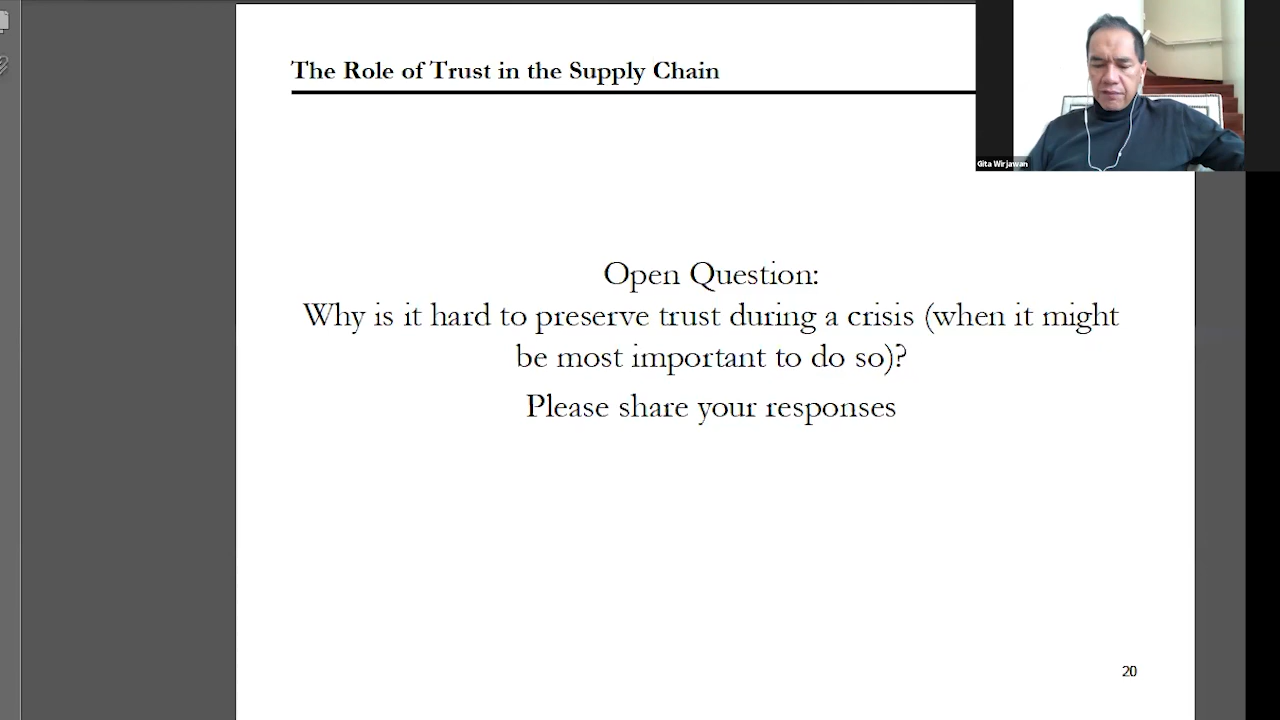 The Role of Trust in the Supply Chain
Gita Wirjawan
Open Question:
Why is it hard to preserve trust during a crisis (when it might
be most important to do so)?
Please share your responses
20